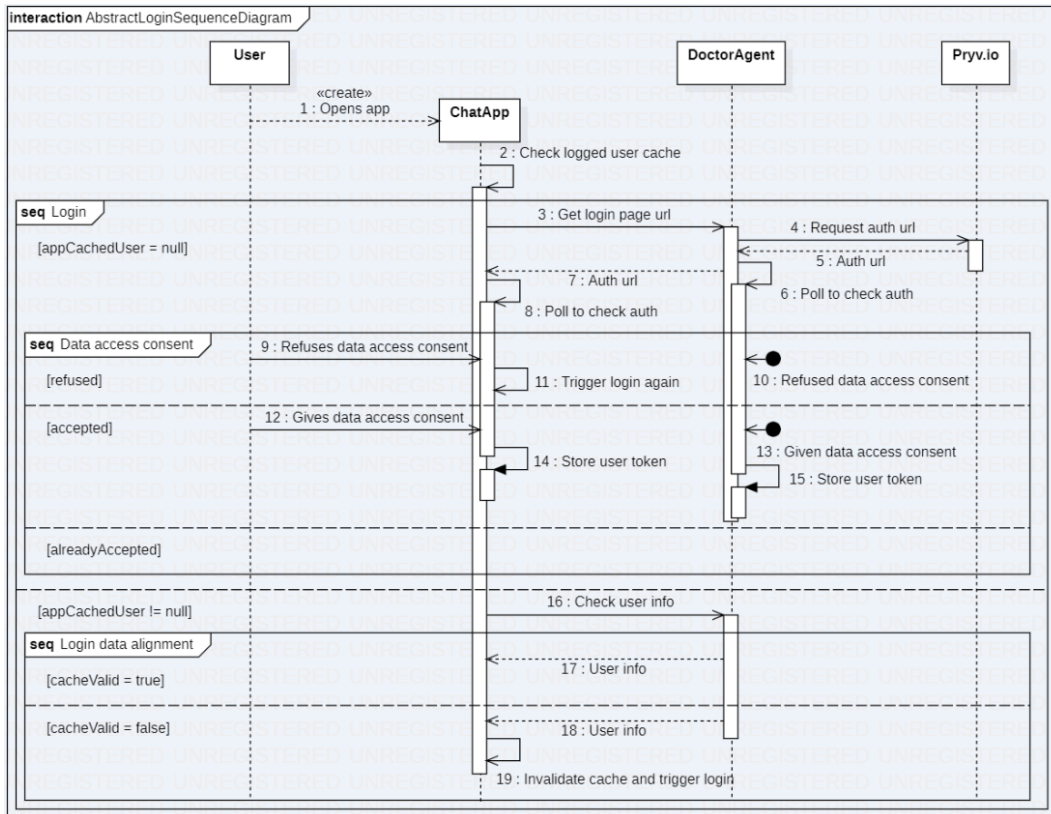 interaction AbstractLoginSequenceDiagram
User
DoctorAgent
Pryv.io
«create»
1 : Opens app
ChatApp
2 : Check logged user cache
seq Login
3 : Get login page url
4 : Request auth url
[appCachedUser = null]
5 : Auth url
7 : Auth url
6 : Poll to check auth
8 : Poll to check auth
seq Data access consent
9 : Refuses data access consent
[refused]
11 : Trigger login again
10 : Refused data access consent
12 : Gives data access consent
[accepted]
13 : Given data access consent
14 : Store user token
15 : Store user token
[alreadyAccepted]
16 : Check user info
[appCachedUser != null]
seq Login data alignment
17 : User info
[cacheValid = true]
[cacheValid = false]
18 : User info
19 : Invalidate cache and trigger login
UNREGISTERED UNREGISTERED UNREGISTERED UNREGISTERED UNREGISTERED